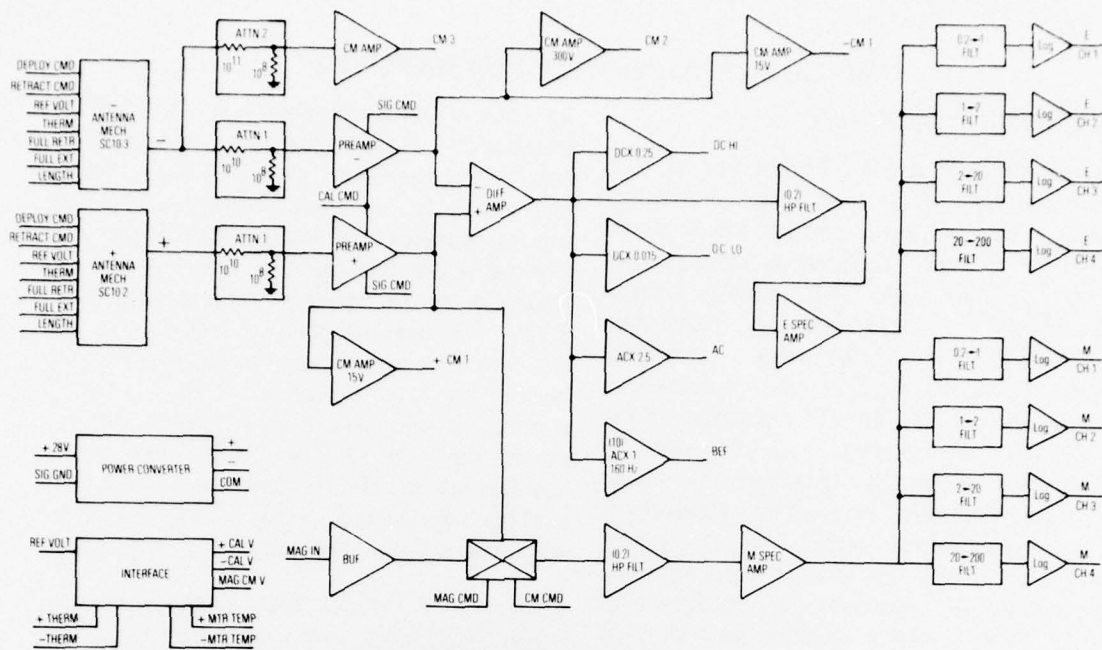 DEPLOY CMD
RETRACT CMD
REF VOLT
THERM
FULL RETR
FULL EXT
LENGTH
−
ANTENNA
MECH
SC10-3
−
ATTN 2
10^11
10^8
CM AMP
CM 3
CM AMP
300V
CM 2
CM AMP
15V
−CM 1
ATTN 1
10^10
10^8
SIG CMD
PREAMP
−
CAL CMD
DEPLOY CMD
RETRACT CMD
REF VOLT
THERM
FULL RETR
FULL EXT
LENGTH
+
ANTENNA
MECH
SC10-2
+
ATTN 1
10^10
10^8
PREAMP
+
SIG CMD
−
+
DIFF
AMP
CM AMP
15V
+ CM 1
DCX 0.25
DC HI
DCX 0.015
DC LO
ACX 2.5
AC
(10)
ACX 1
160 Hz
BEF
(0.2)
HP FILT
E SPEC
AMP
0.2→1
FILT
Log
E
CH 1
1→2
FILT
Log
E
CH 2
2→20
FILT
Log
E
CH 3
20→200
FILT
Log
E
CH 4
0.2→1
FILT
Log
M
CH 1
1→2
FILT
Log
M
CH 2
2→20
FILT
Log
M
CH 3
20→200
FILT
Log
M
CH 4
+ 28V
SIG GND
POWER CONVERTER
+
−
COM
REF VOLT
INTERFACE
+ CAL V
−CAL V
MAG CM V
+ THERM
−THERM
+ MTR TEMP
−MTR TEMP
MAG IN
BUF
MAG CMD
CM CMD
(0.2)
HP FILT
M SPEC
AMP